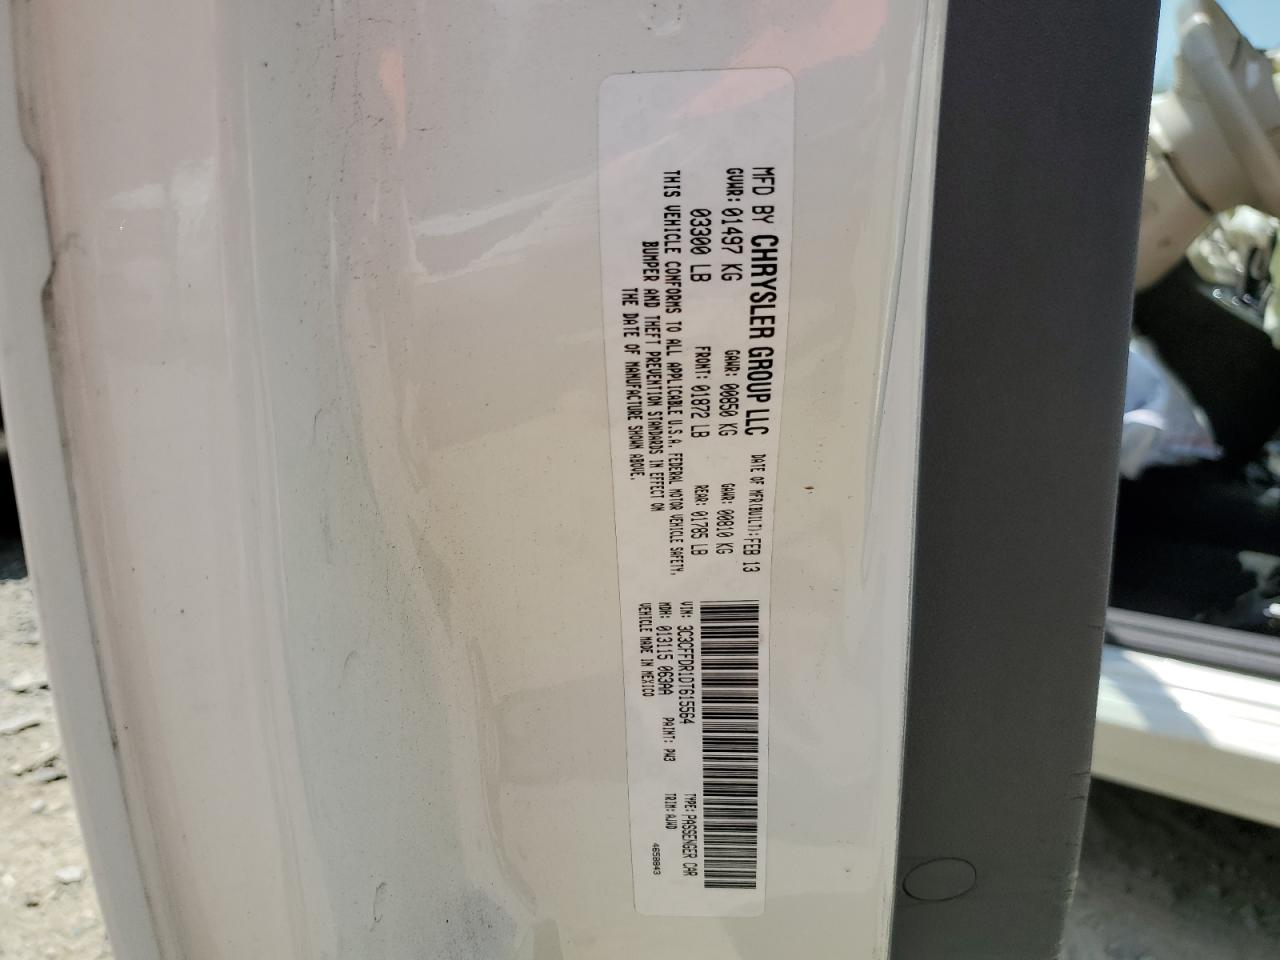 MFD BY CHRYSLER GROUP LLC DATE OF MFR(BUILT): FEB 13
GVWR: 01497 KG GAWR: 00850 KG GAWR: 00810 KG
03300 LB FRONT: 01872 LB REAR: 01785 LB
THIS VEHICLE CONFORMS TO ALL APPLICABLE U.S.A. FEDERAL MOTOR VEHICLE SAFETY,
BUMPER AND THEFT PREVENTION STANDARDS IN EFFECT ON
THE DATE OF MANUFACTURE SHOWN ABOVE.
VIN: 3C3CFFDR1DT615564 TYPE: PASSENGER CAR
MDH: 013115 063AA PAINT: PW3 TRIM: AJWD
VEHICLE MADE IN MEXICO 4658843